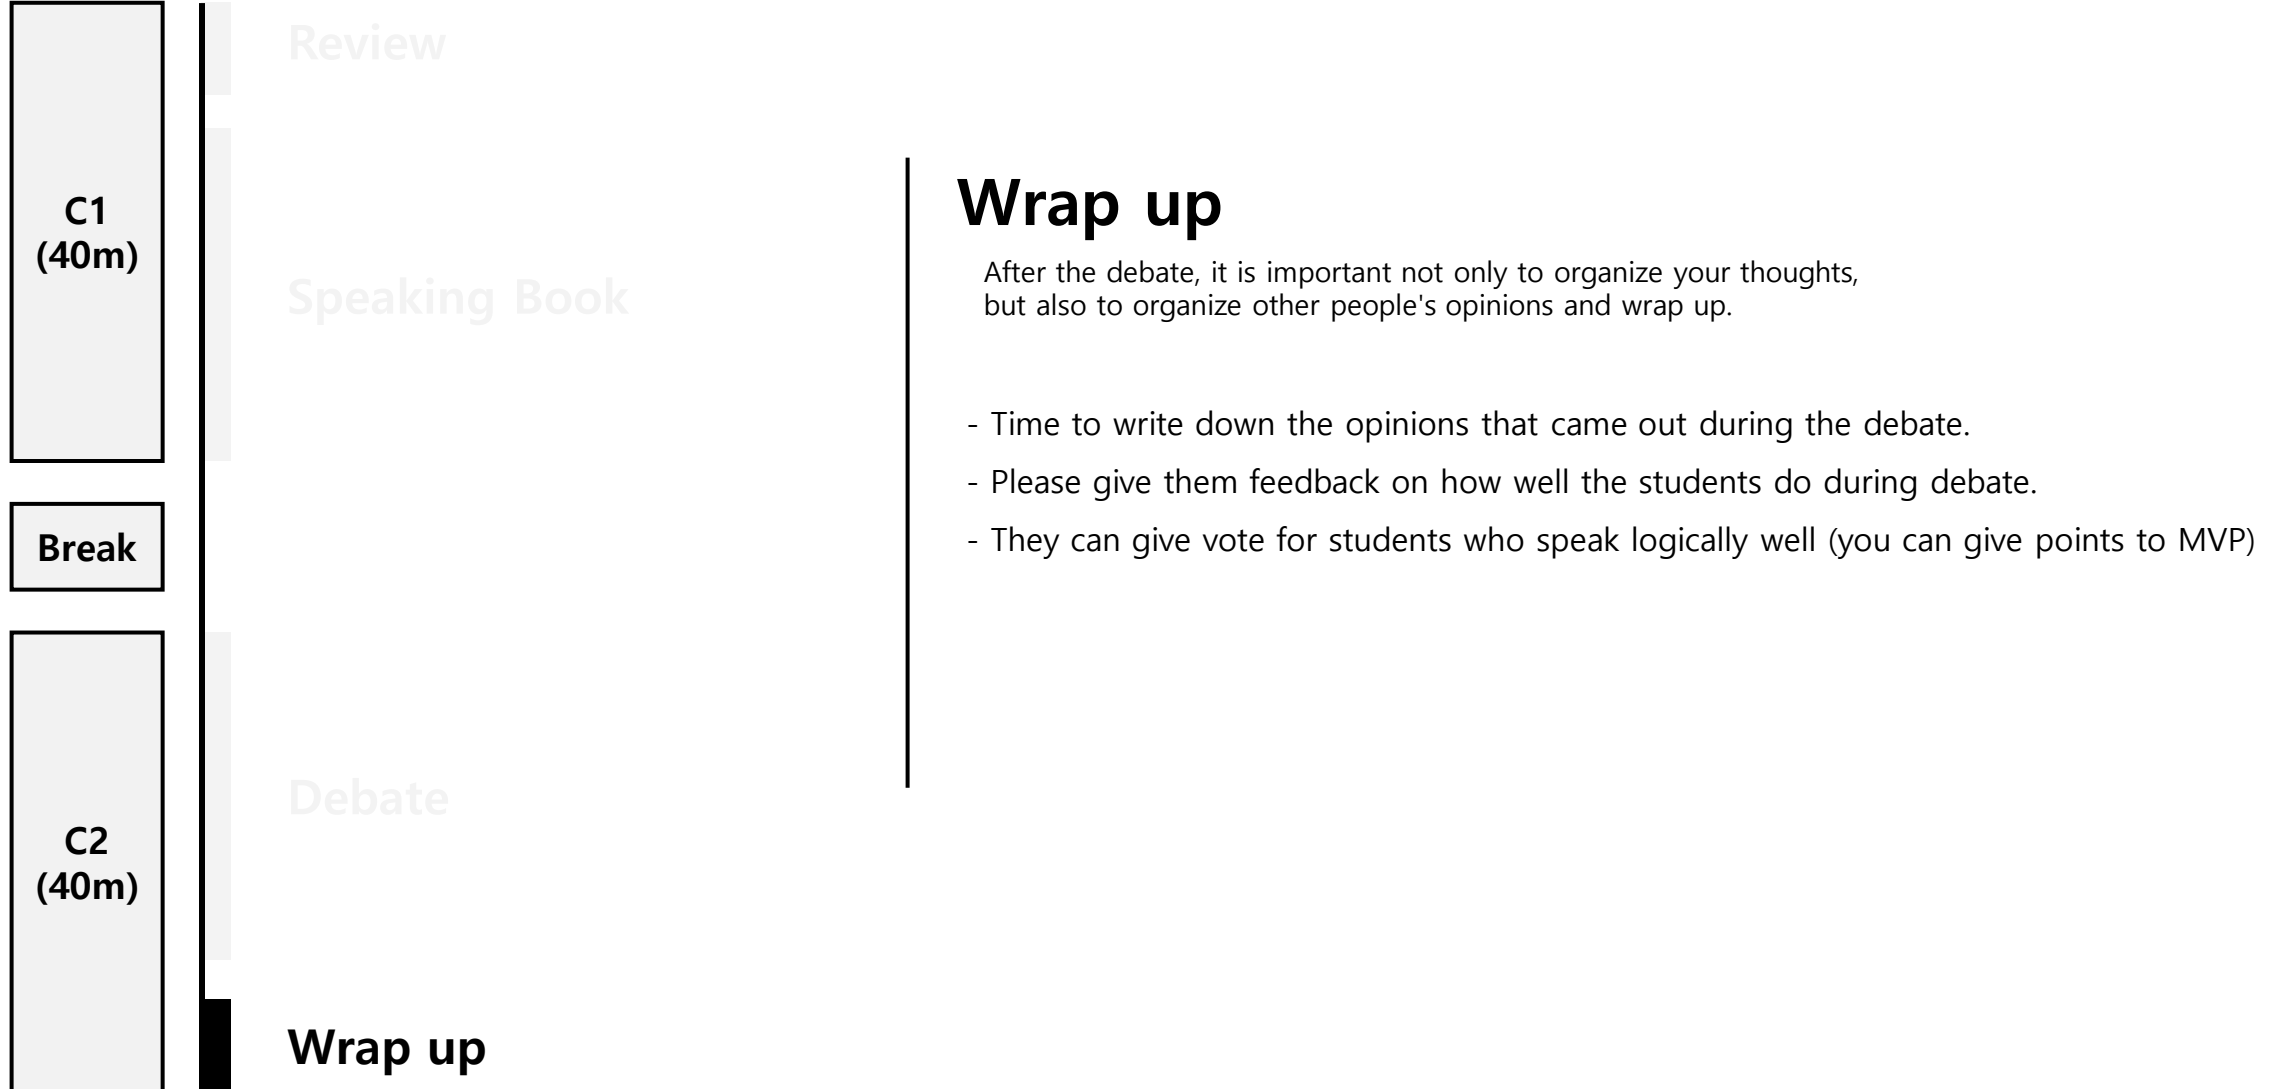 C1
(40m)
Break
C2
(40m)
Review
Speaking Book
Debate
Wrap up
Wrap up
After the debate, it is important not only to organize your thoughts,
but also to organize other people's opinions and wrap up.
- Time to write down the opinions that came out during the debate.
- Please give them feedback on how well the students do during debate.
- They can give vote for students who speak logically well (you can give points to MVP)